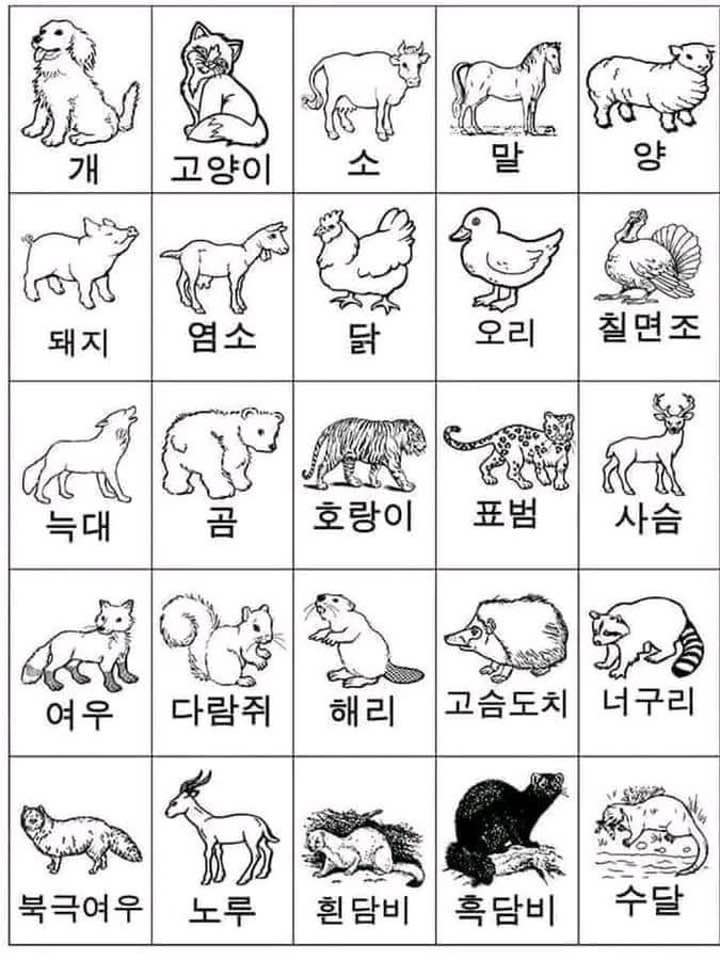 개
고양이
소
말
양
돼지
염소
닭
오리
칠면조
늑대
곰
호랑이
표범
사슴
여우
다람쥐
해리
고슴도치
너구리
북극여우
노루
흰담비
흑담비
수달